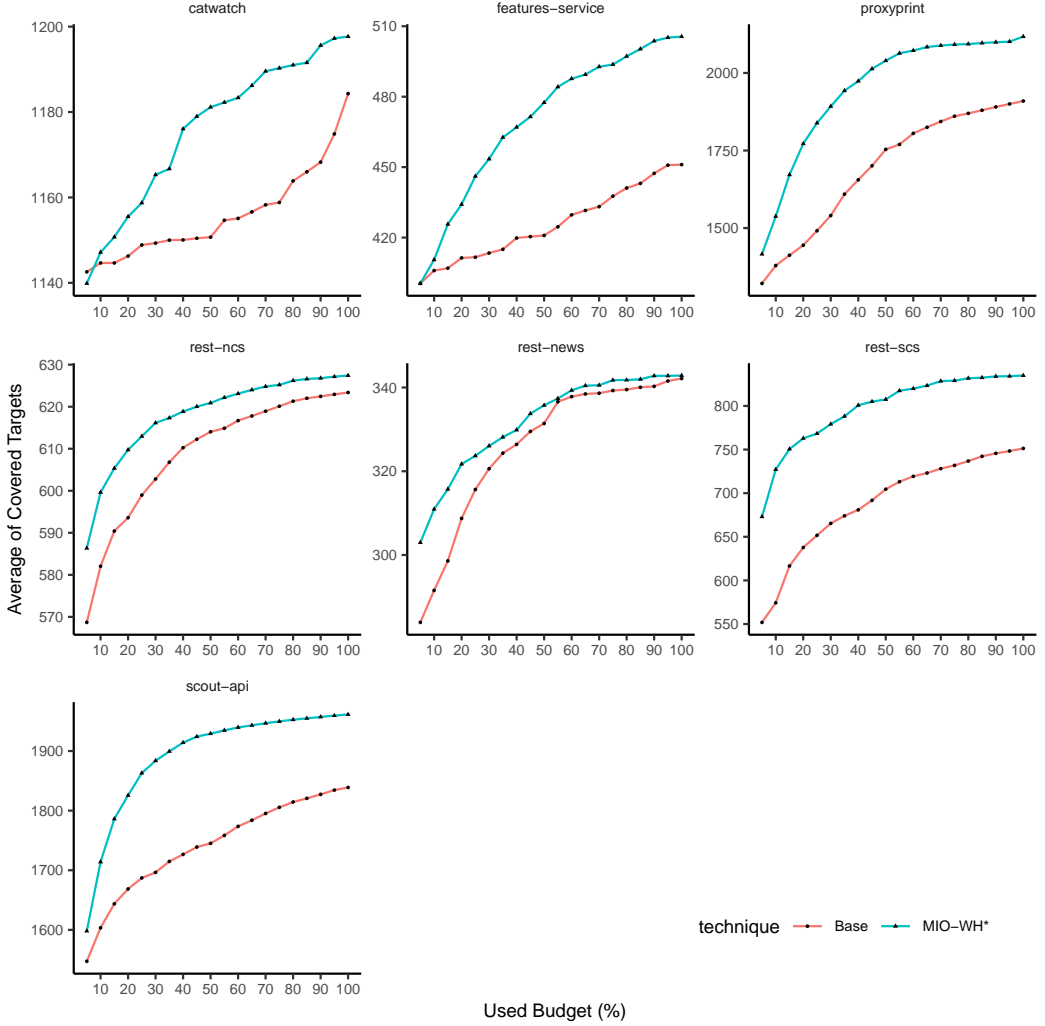 catwatch
features−service
proxyprint
1200
1180
1160
1140
510
480
450
420
2000
1750
1500
10 20 30 40 50 60 70 80 90 100
10 20 30 40 50 60 70 80 90 100
10 20 30 40 50 60 70 80 90 100
rest−ncs
rest−news
rest−scs
630
620
610
600
590
580
570
340
320
300
800
750
700
650
600
550
10 20 30 40 50 60 70 80 90 100
10 20 30 40 50 60 70 80 90 100
10 20 30 40 50 60 70 80 90 100
Average of Covered Targets
scout−api
1900
1800
1700
1600
10 20 30 40 50 60 70 80 90 100
technique Base MIO−WH*
Used Budget (%)